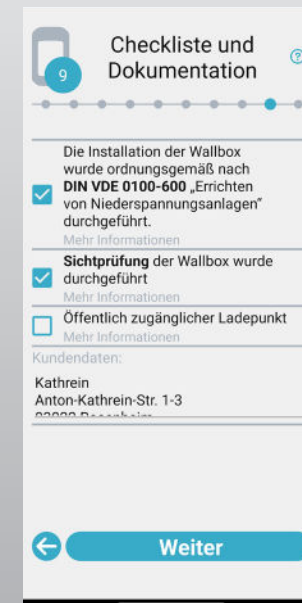 Checkliste und
9
Dokumentation
Die Installation der Wallbox
wurde ordnungsgemäß nach
DIN VDE 0100-600 „Errichten
von Niederspannungsanlagen"
durchgeführt.
Mehr Informationen
Sichtprüfung der Wallbox wurde
durchgeführt
Mehr Informationen
Öffentlich zugänglicher Ladepunkt
Mehr Informationen
Kundendaten:
Kathrein
Anton-Kathrein-Str. 1-3
Weiter